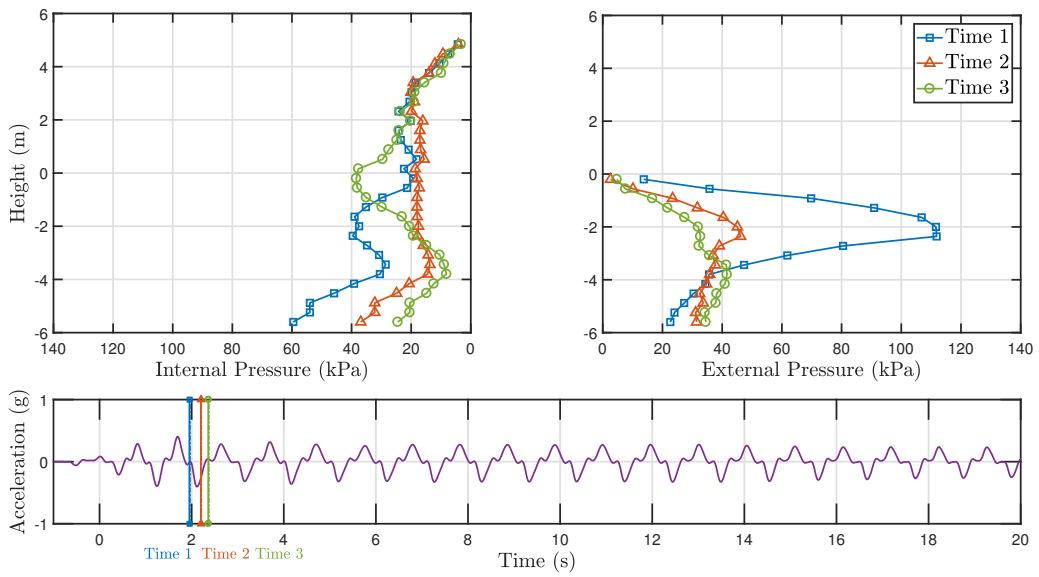 6
4
2
0
-2
-4
-6
Height (m)
140 120 100 80 60 40 20 0
Internal Pressure (kPa)
6
4
2
0
-2
-4
-6
Time 1
Time 2
Time 3
0 20 40 60 80 100 120 140
External Pressure (kPa)
1
0
-1
Acceleration (g)
0 2 4 6 8 10 12 14 16 18 20
Time 1 Time 2 Time 3
Time (s)